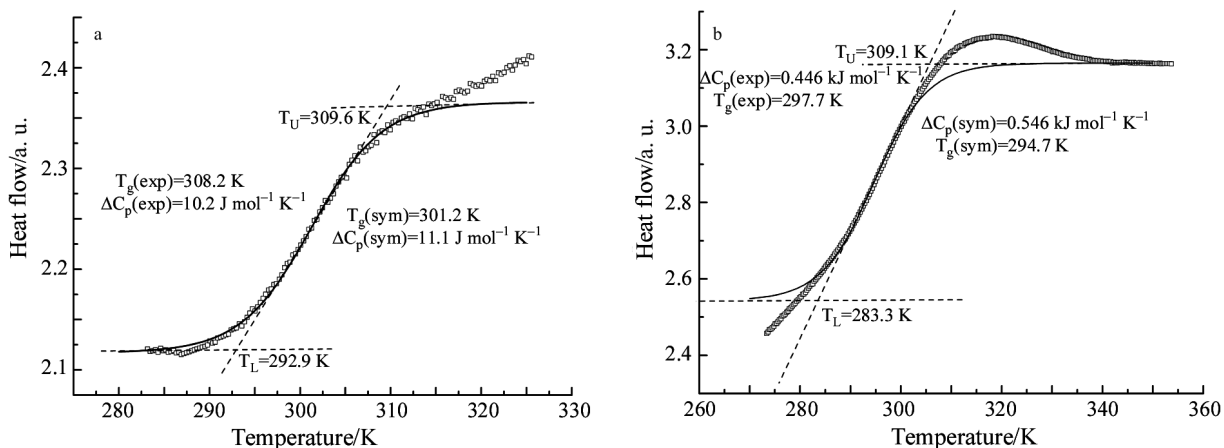 a
2.4
2.3
2.2
2.1
Heat flow/a. u.
T_U=309.6 K
T_g(exp)=308.2 K
ΔC_p(exp)=10.2 J mol⁻¹ K⁻¹
T_g(sym)=301.2 K
ΔC_p(sym)=11.1 J mol⁻¹ K⁻¹
T_L=292.9 K
280 290 300 310 320 330
Temperature/K
b
3.2
3.0
2.8
2.6
2.4
Heat flow/a. u.
T_U=309.1 K
ΔC_p(exp)=0.446 kJ mol⁻¹ K⁻¹
T_g(exp)=297.7 K
ΔC_p(sym)=0.546 kJ mol⁻¹ K⁻¹
T_g(sym)=294.7 K
T_L=283.3 K
260 280 300 320 340 360
Temperature/K